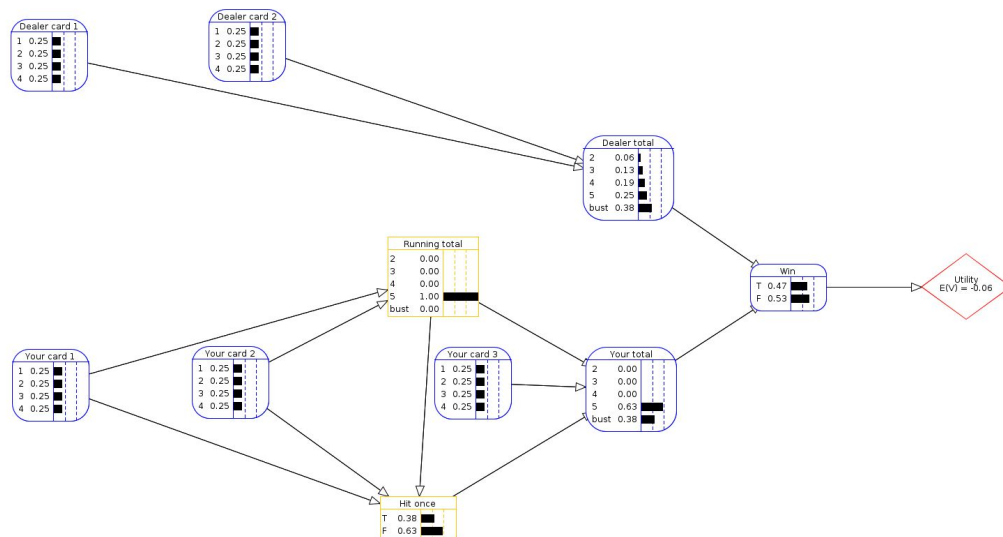 Dealer card 1
1 0.25
2 0.25
3 0.25
4 0.25
Dealer card 2
1 0.25
2 0.25
3 0.25
4 0.25
Dealer total
2 0.06
3 0.13
4 0.19
5 0.25
bust 0.38
Running total
2 0.00
3 0.00
4 0.00
5 1.00
bust 0.00
Win
T 0.47
F 0.53
Utility
E(V) = -0.06
Your card 1
1 0.25
2 0.25
3 0.25
4 0.25
Your card 2
1 0.25
2 0.25
3 0.25
4 0.25
Your card 3
1 0.25
2 0.25
3 0.25
4 0.25
Your total
2 0.00
3 0.00
4 0.00
5 0.63
bust 0.38
Hit once
T 0.38
F 0.63